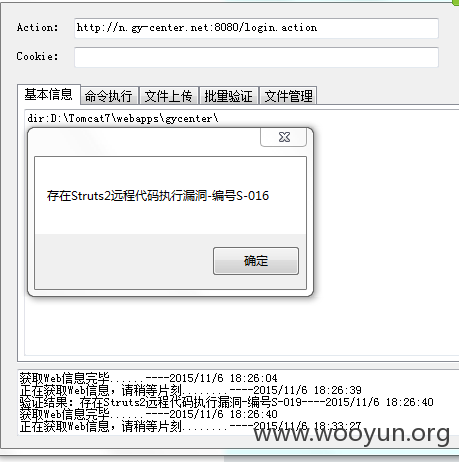 Action: http://n.gy-center.net:8080/login.action
Cookie:
基本信息 命令执行 文件上传 批量验证 文件管理
dir:D:\Tomcat7\webapps\gycenter\
存在Struts2远程代码执行漏洞-编号S-016
确定
获取Web信息完毕......----2015/11/6 18:26:04
正在获取Web信息，请稍等片刻........----2015/11/6 18:26:39
验证结果：存在Struts2远程代码执行漏洞-编号S-019----2015/11/6 18:26:40
获取Web信息完毕......----2015/11/6 18:26:40
正在获取Web信息，请稍等片刻........----2015/11/6 18:33:27
www.wooyun.org